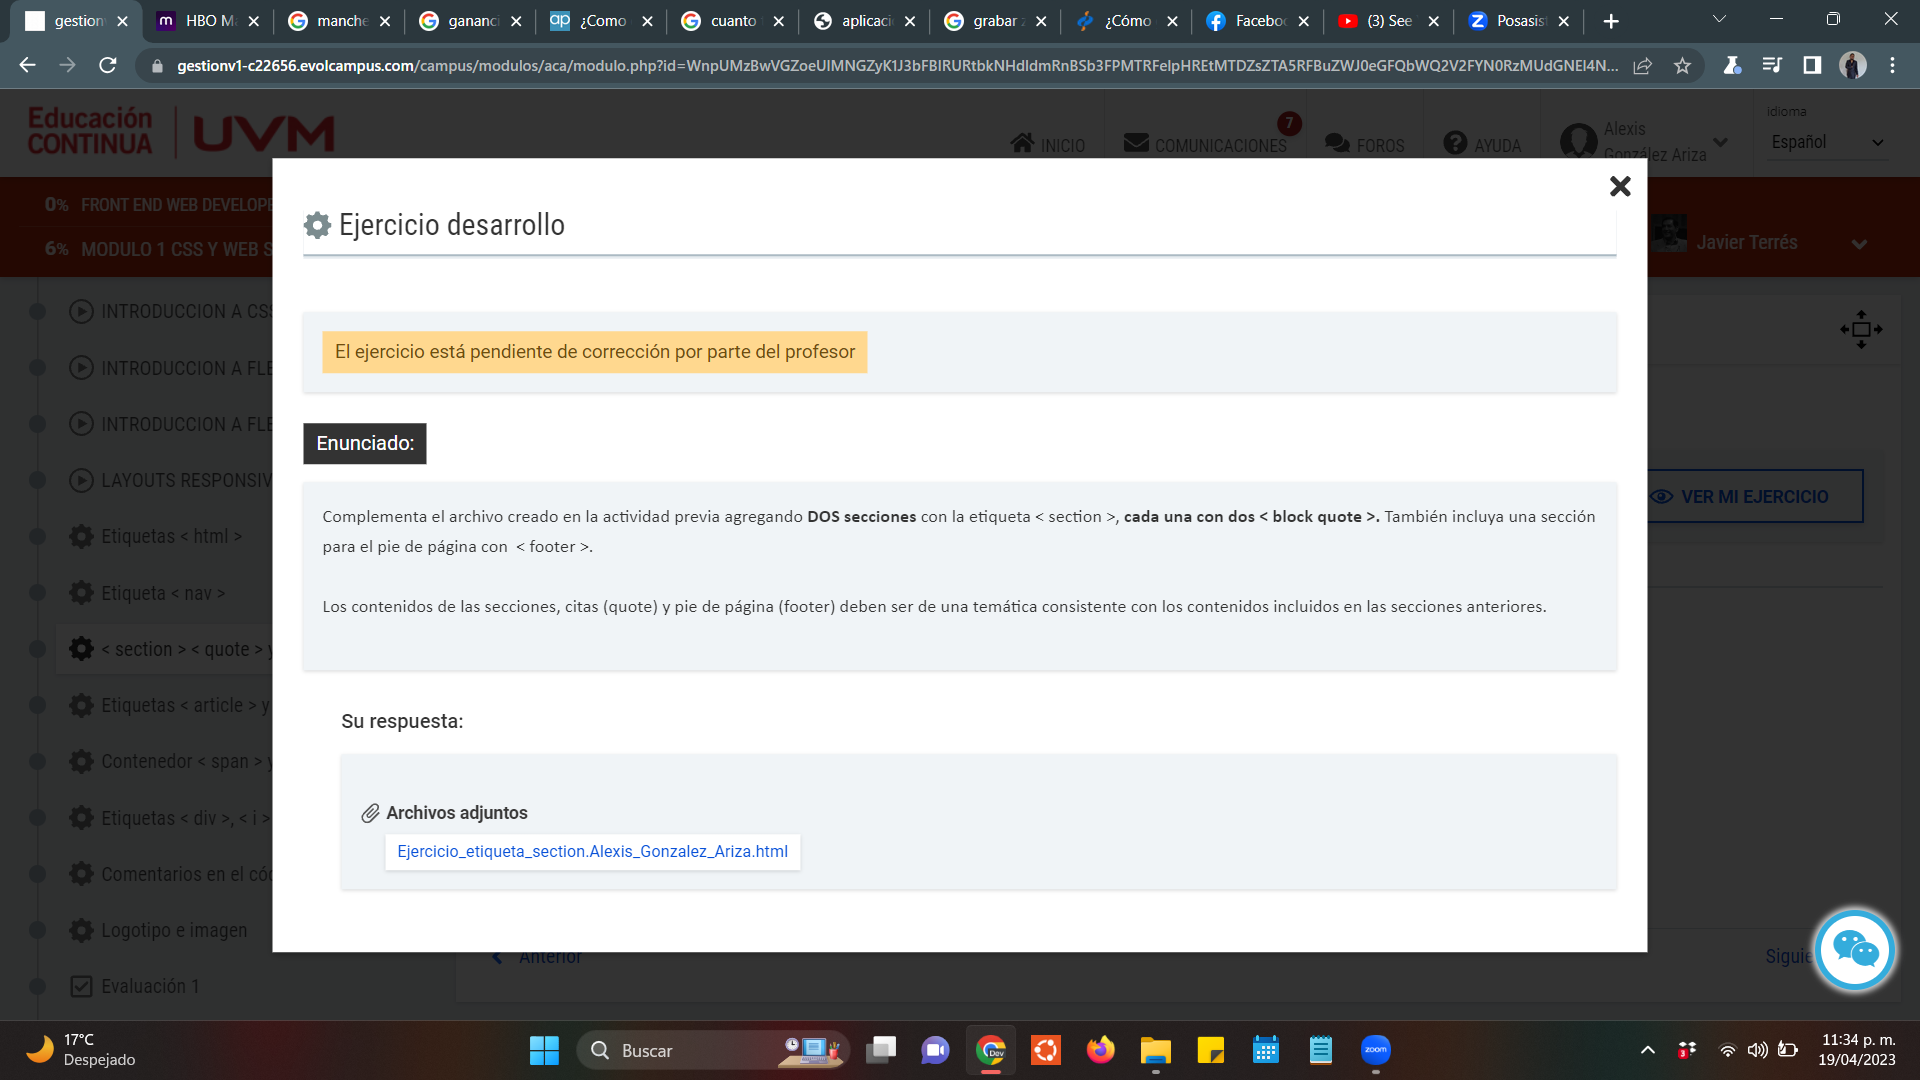 gestion
HBO M
manche
gananci
¿Como
cuanto
aplicaci
grabar
¿Cómo
Facebo
(3) See
Posasis
gestionv1-c22656.evolcampus.com/campus/modulos/aca/modulo.php?id=
Educación
CONTINUA
UVM
INICIO
COMUNICACIONES
7
FOROS
AYUDA
Alexis
González Ariza
idioma
Español
0% FRONT END WEB DEVELOPE
6% MODULO 1 CSS Y WEB S
Javier Terrés
INTRODUCCION A CSS
INTRODUCCION A FLE
INTRODUCCION A FLE
LAYOUTS RESPONSIV
Etiquetas < html >
Etiqueta < nav >
< section > < quote > y
Etiquetas < article > y
Contenedor < span > y
Etiquetas < div >, < i >
Comentarios en el cód
Logotipo e imagen
Evaluación 1
Ejercicio desarrollo
El ejercicio está pendiente de corrección por parte del profesor
Enunciado:
Complementa el archivo creado en la actividad previa agregando DOS secciones con la etiqueta < section >, cada una con dos < block quote >. También incluya una sección
para el pie de página con < footer >.
Los contenidos de las secciones, citas (quote) y pie de página (footer) deben ser de una temática consistente con los contenidos incluidos en las secciones anteriores.
Su respuesta:
Archivos adjuntos
Ejercicio_etiqueta_section.Alexis_Gonzalez_Ariza.html
VER MI EJERCICIO
Anterior
Siguie
17°C
Despejado
Buscar
Dev
zoom
3
11:34 p. m.
19/04/2023